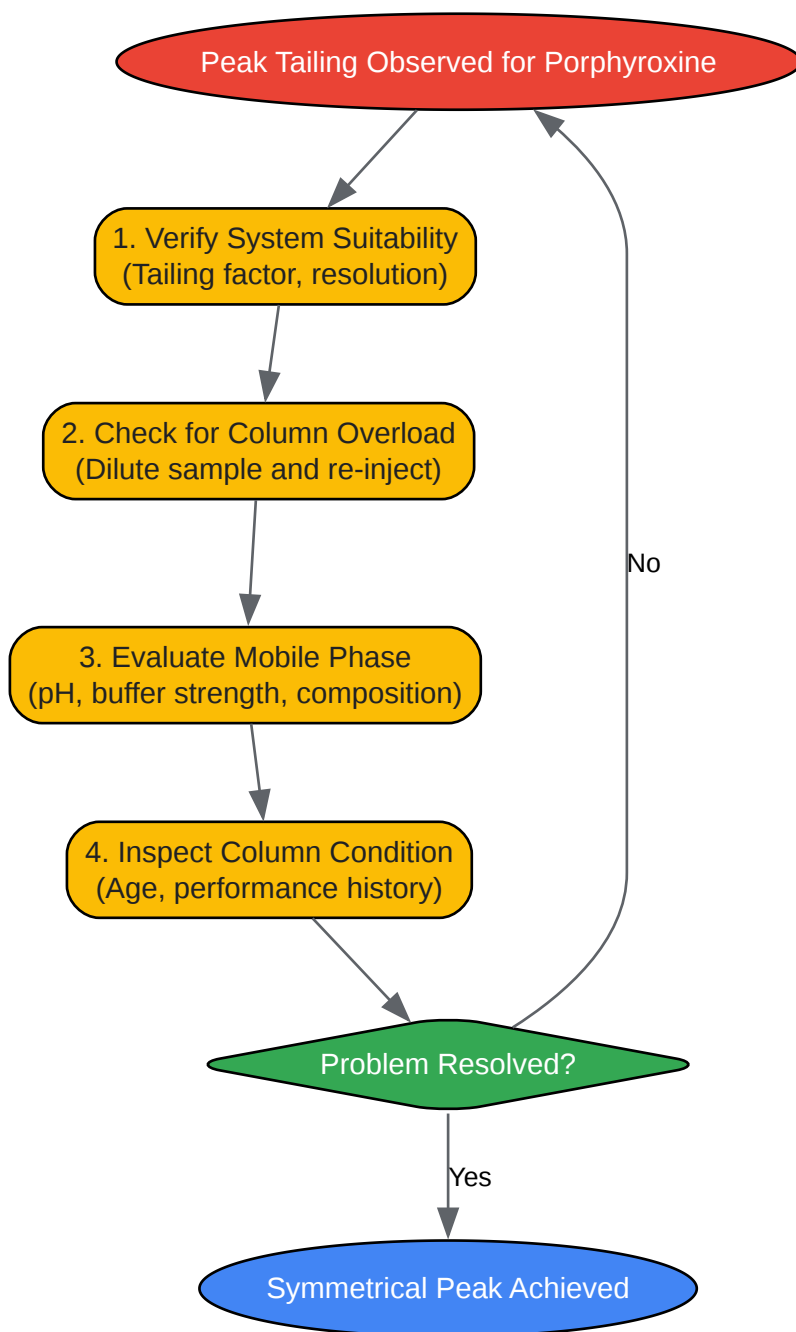 Peak Tailing Observed for Porphyroxine
1. Verify System Suitability
(Tailing factor, resolution)
2. Check for Column Overload
(Dilute sample and re-inject)
No
3. Evaluate Mobile Phase
(pH, buffer strength, composition)
4. Inspect Column Condition
(Age, performance history)
Problem Resolved?
Yes
Symmetrical Peak Achieved